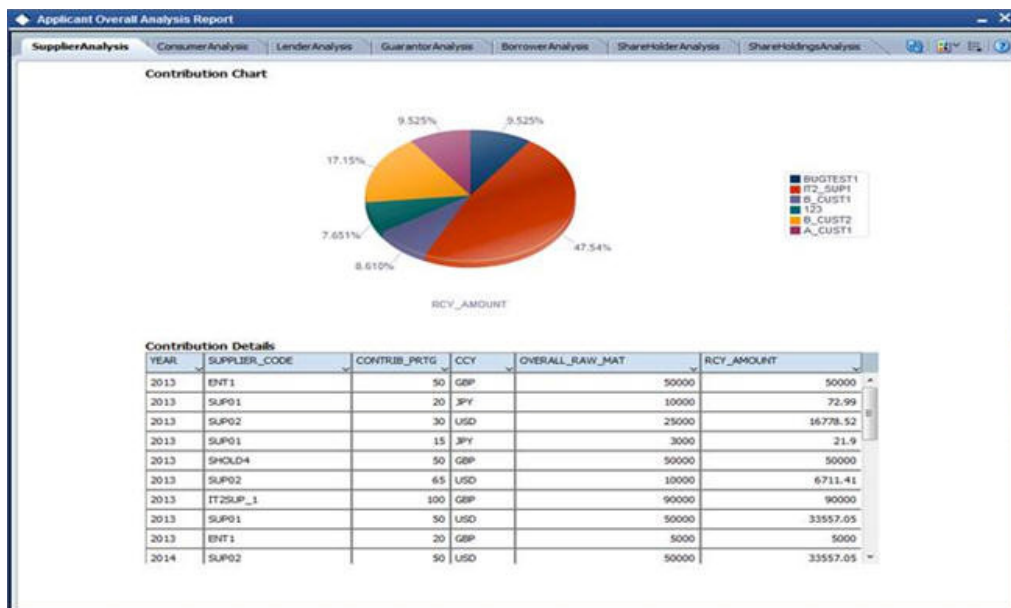 Applicant Overall Analysis Report
SupplierAnalysis ConsumerAnalysis LenderAnalysis GuarantorAnalysis BorrowerAnalysis ShareHolderAnalysis ShareHoldingsAnalysis
Contribution Chart
9.525% 9.525%
17.15%
BUGTEST1
IT2_SUP1
B_CUST1
123
B_CUST2
A_CUST1
7.651%
47.54%
8.610%
RCY_AMOUNT
Contribution Details
YEAR SUPPLIER_CODE CONTRIB_PRTG CCY OVERALL_RAW_MAT RCY_AMOUNT
2013 ENT1 50 GBP 50000 50000
2013 SUP01 20 JPY 10000 72.99
2013 SUP02 30 USD 25000 16778.52
2013 SUP01 15 JPY 3000 21.9
2013 SHOLD4 50 GBP 50000 50000
2013 SUP02 65 USD 10000 6711.41
2013 IT2SUP_1 100 GBP 90000 90000
2013 SUP01 50 USD 50000 33557.05
2013 ENT1 20 GBP 5000 5000
2014 SUP02 50 USD 50000 33557.05